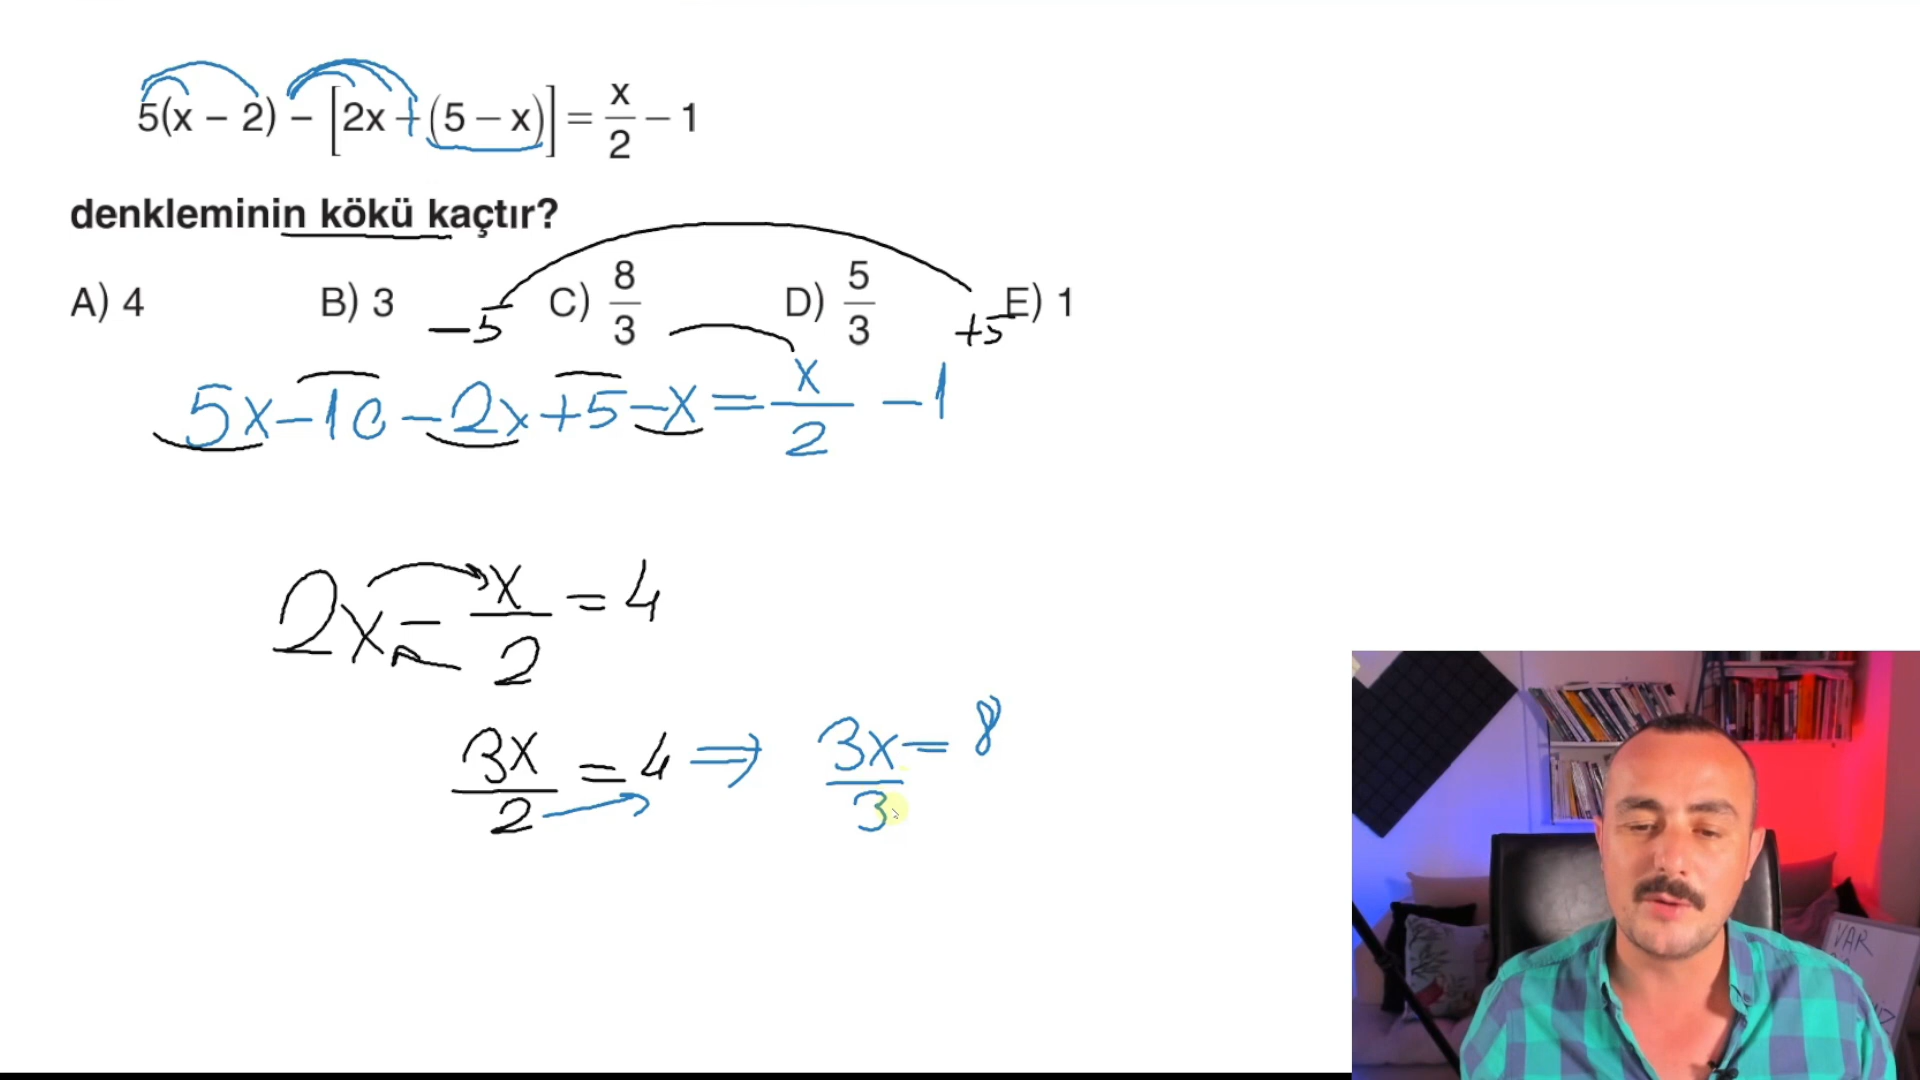 5(x − 2) − [2x + (5 − x)] = x/2 − 1
denkleminin kökü kaçtır?
A) 4 B) 3 C) 8/3 D) 5/3 E) 1
−5 +5
5x − 10 − 2x + 5 − x = x/2 − 1
2x − x/2 = 4
3x/2 = 4 ⇒ 3x/3 = 8
VAR